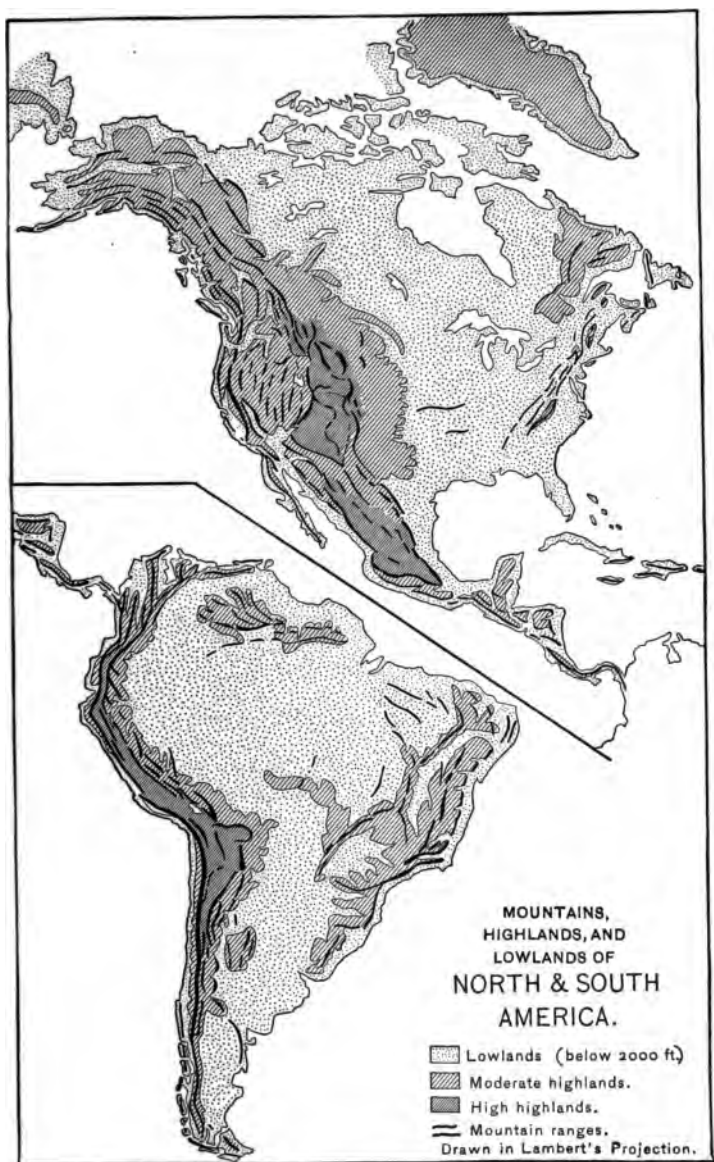 MOUNTAINS,
HIGHLANDS, AND
LOWLANDS OF
NORTH & SOUTH
AMERICA.
Lowlands (below 2000 ft.)
Moderate highlands.
High highlands.
Mountain ranges.
Drawn in Lambert's Projection.